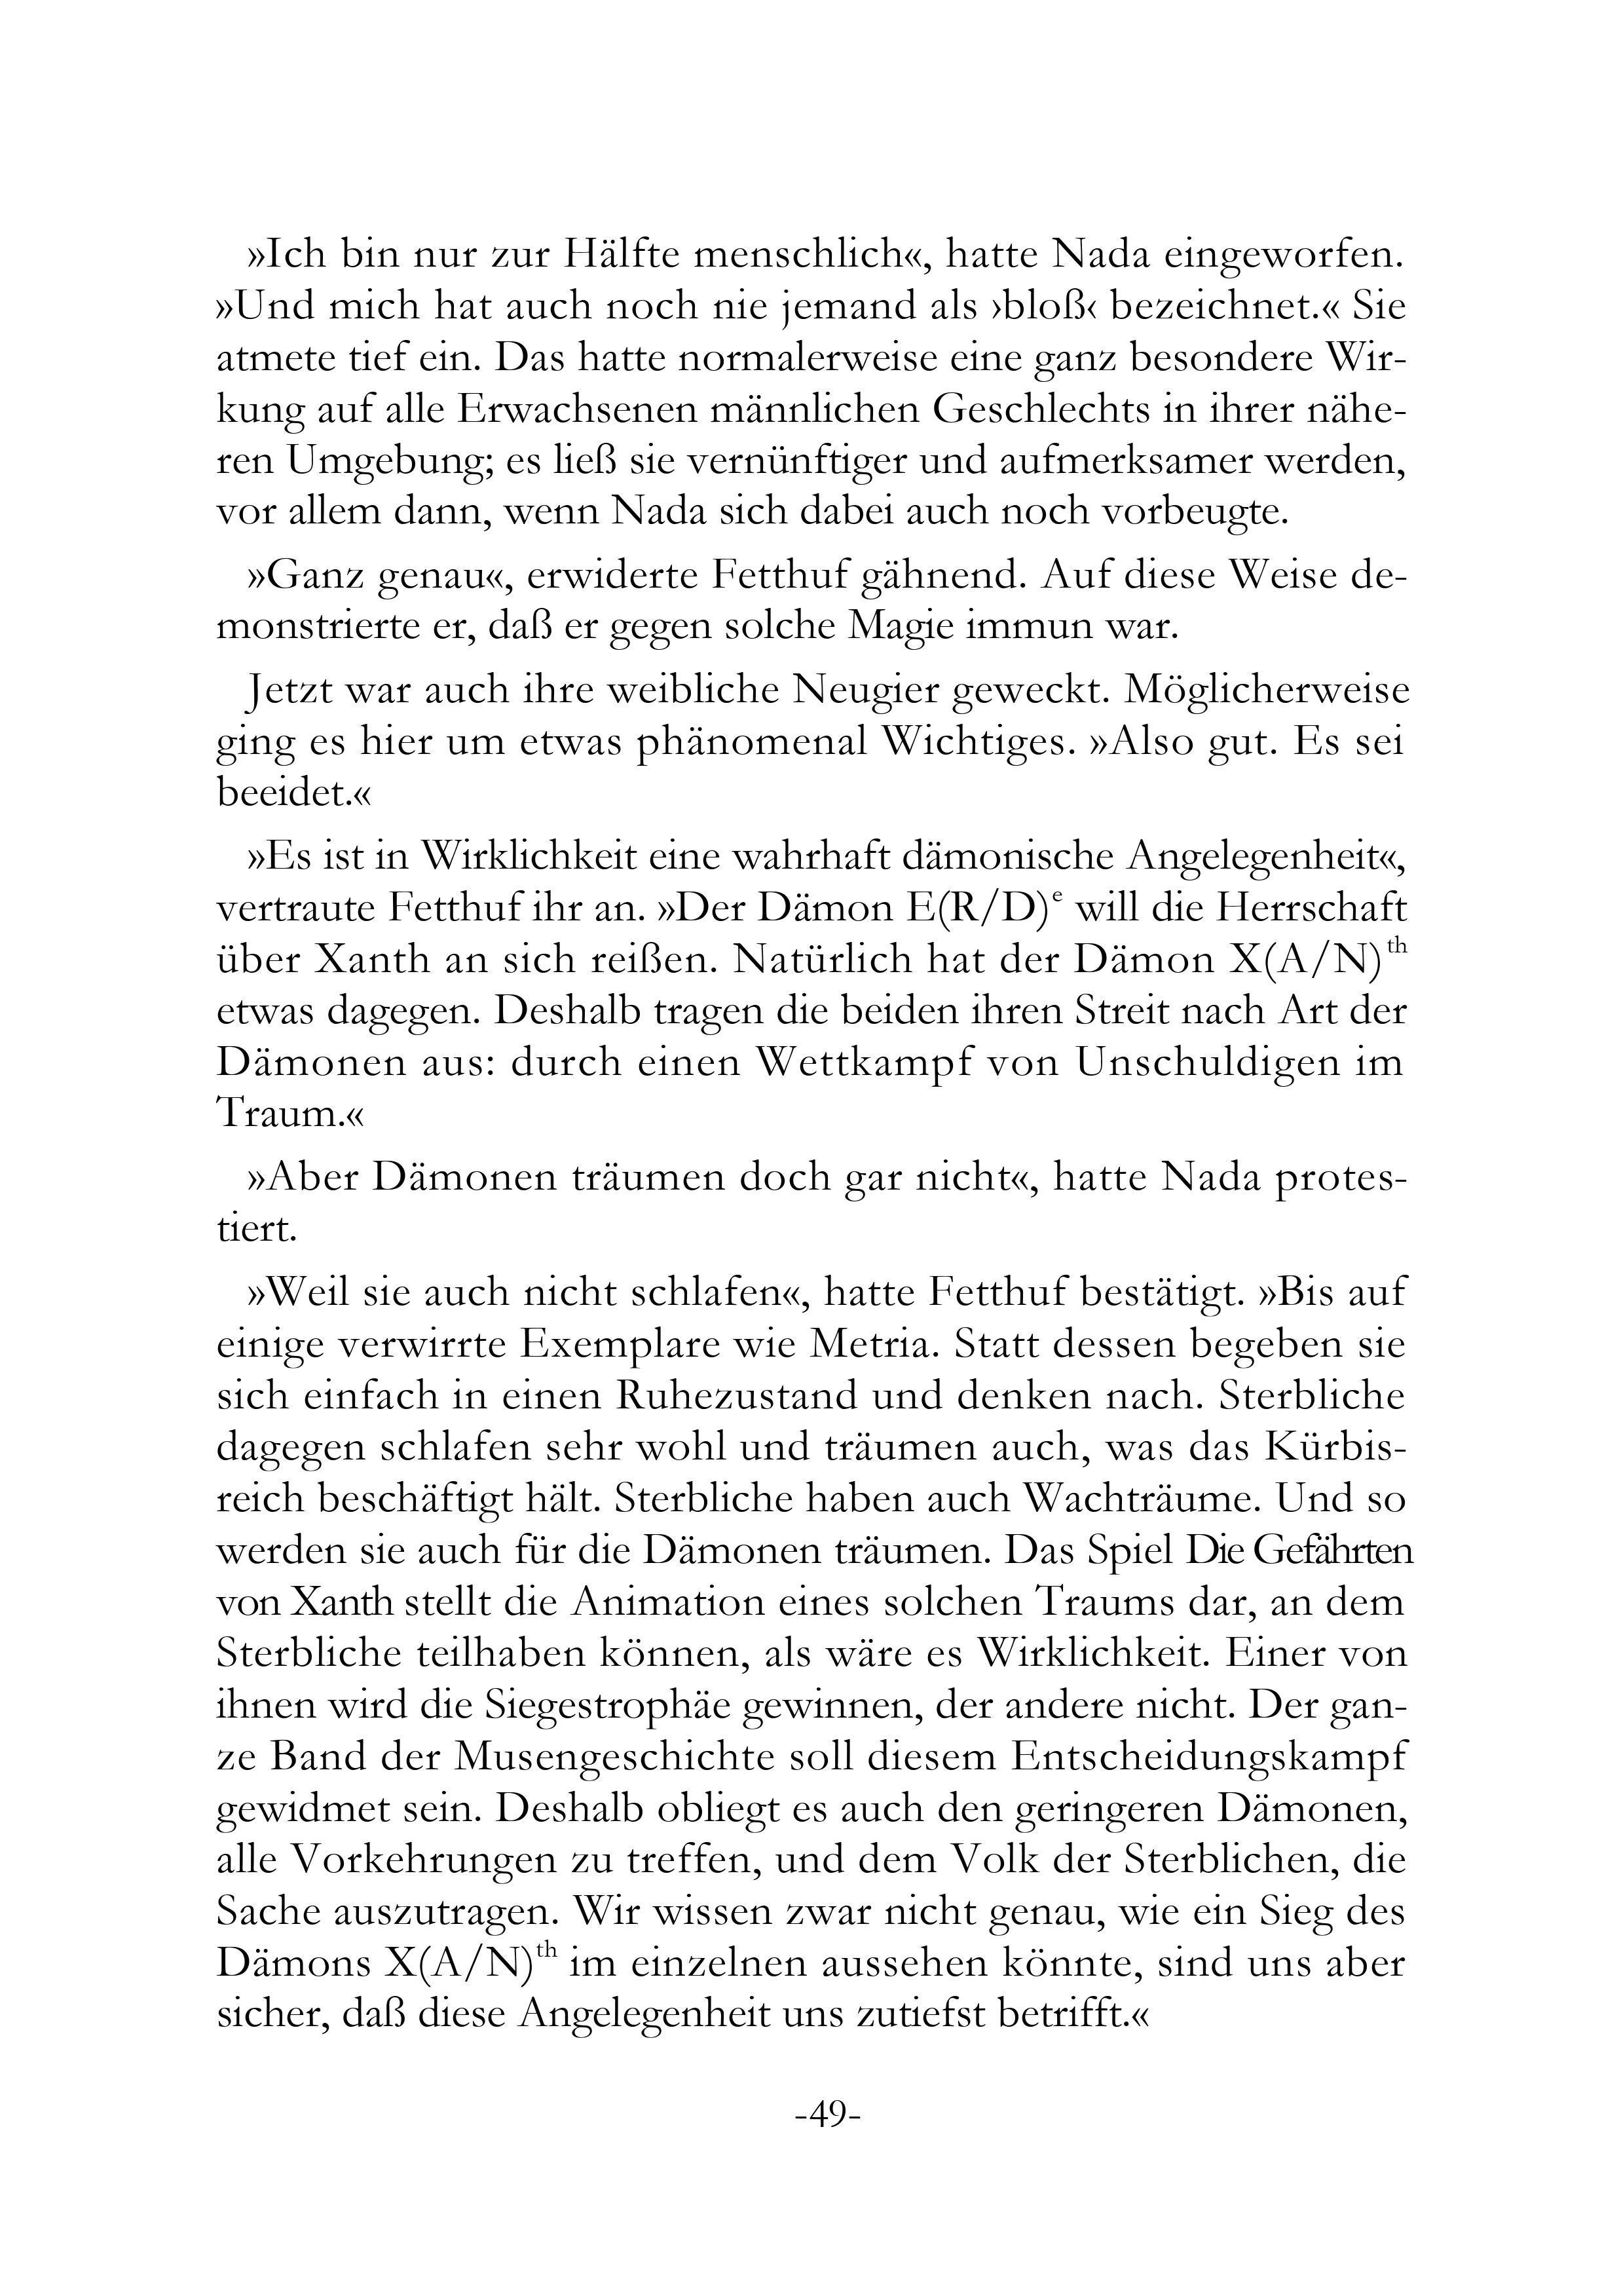 »Ich bin nur zur Hälfte menschlich«, hatte Nada eingeworfen.
»Und mich hat auch noch nie jemand als ›bloß‹ bezeichnet.« Sie
atmete tief ein. Das hatte normalerweise eine ganz besondere Wir-
kung auf alle Erwachsenen männlichen Geschlechts in ihrer nähe-
ren Umgebung; es ließ sie vernünftiger und aufmerksamer werden,
vor allem dann, wenn Nada sich dabei auch noch vorbeugte.
»Ganz genau«, erwiderte Fetthuf gähnend. Auf diese Weise de-
monstrierte er, daß er gegen solche Magie immun war.
Jetzt war auch ihre weibliche Neugier geweckt. Möglicherweise
ging es hier um etwas phänomenal Wichtiges. »Also gut. Es sei
beeidet.«
»Es ist in Wirklichkeit eine wahrhaft dämonische Angelegenheit«,
vertraute Fetthuf ihr an. »Der Dämon E(R/D)ᵉ will die Herrschaft
über Xanth an sich reißen. Natürlich hat der Dämon X(A/N)ᵗʰ
etwas dagegen. Deshalb tragen die beiden ihren Streit nach Art der
Dämonen aus: durch einen Wettkampf von Unschuldigen im
Traum.«
»Aber Dämonen träumen doch gar nicht«, hatte Nada protes-
tiert.
»Weil sie auch nicht schlafen«, hatte Fetthuf bestätigt. »Bis auf
einige verwirrte Exemplare wie Metria. Statt dessen begeben sie
sich einfach in einen Ruhezustand und denken nach. Sterbliche
dagegen schlafen sehr wohl und träumen auch, was das Kürbis-
reich beschäftigt hält. Sterbliche haben auch Wachträume. Und so
werden sie auch für die Dämonen träumen. Das Spiel Die Gefährten
von Xanth stellt die Animation eines solchen Traums dar, an dem
Sterbliche teilhaben können, als wäre es Wirklichkeit. Einer von
ihnen wird die Siegestrophäe gewinnen, der andere nicht. Der gan-
ze Band der Musengeschichte soll diesem Entscheidungskampf
gewidmet sein. Deshalb obliegt es auch den geringeren Dämonen,
alle Vorkehrungen zu treffen, und dem Volk der Sterblichen, die
Sache auszutragen. Wir wissen zwar nicht genau, wie ein Sieg des
Dämons X(A/N)ᵗʰ im einzelnen aussehen könnte, sind uns aber
sicher, daß diese Angelegenheit uns zutiefst betrifft.«
-49-